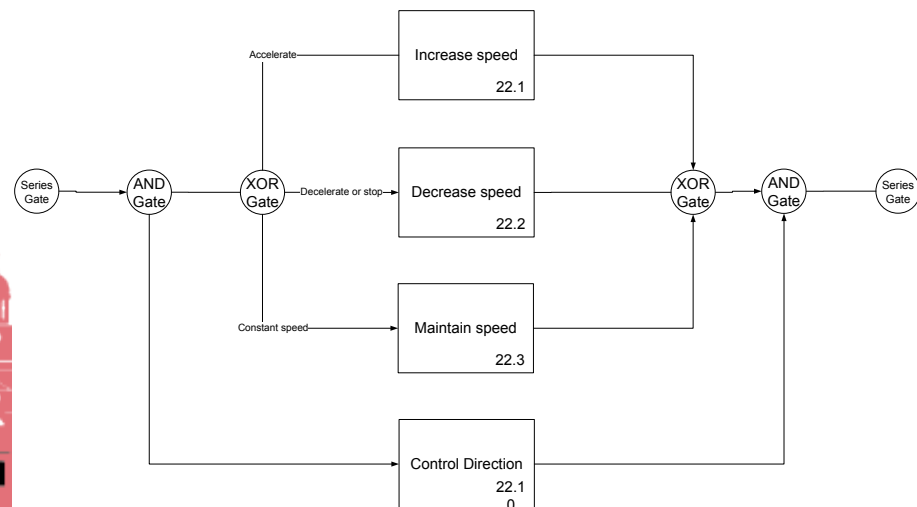 Increase speed
22.1
Accelerate
Series
Gate
AND
Gate
XOR
Gate
Decelerate or stop
Decrease speed
22.2
XOR
Gate
AND
Gate
Series
Gate
Constant speed
Maintain speed
22.3
Control Direction
22.1
0